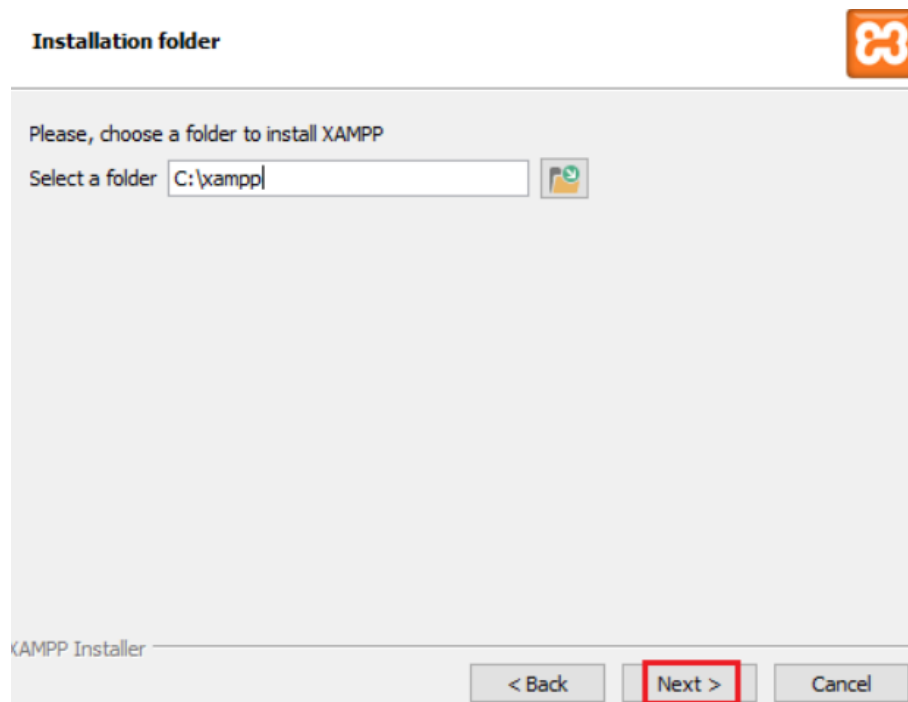 Installation folder
Please, choose a folder to install XAMPP
Select a folder C:\xampp
XAMPP Installer
< Back Next > Cancel